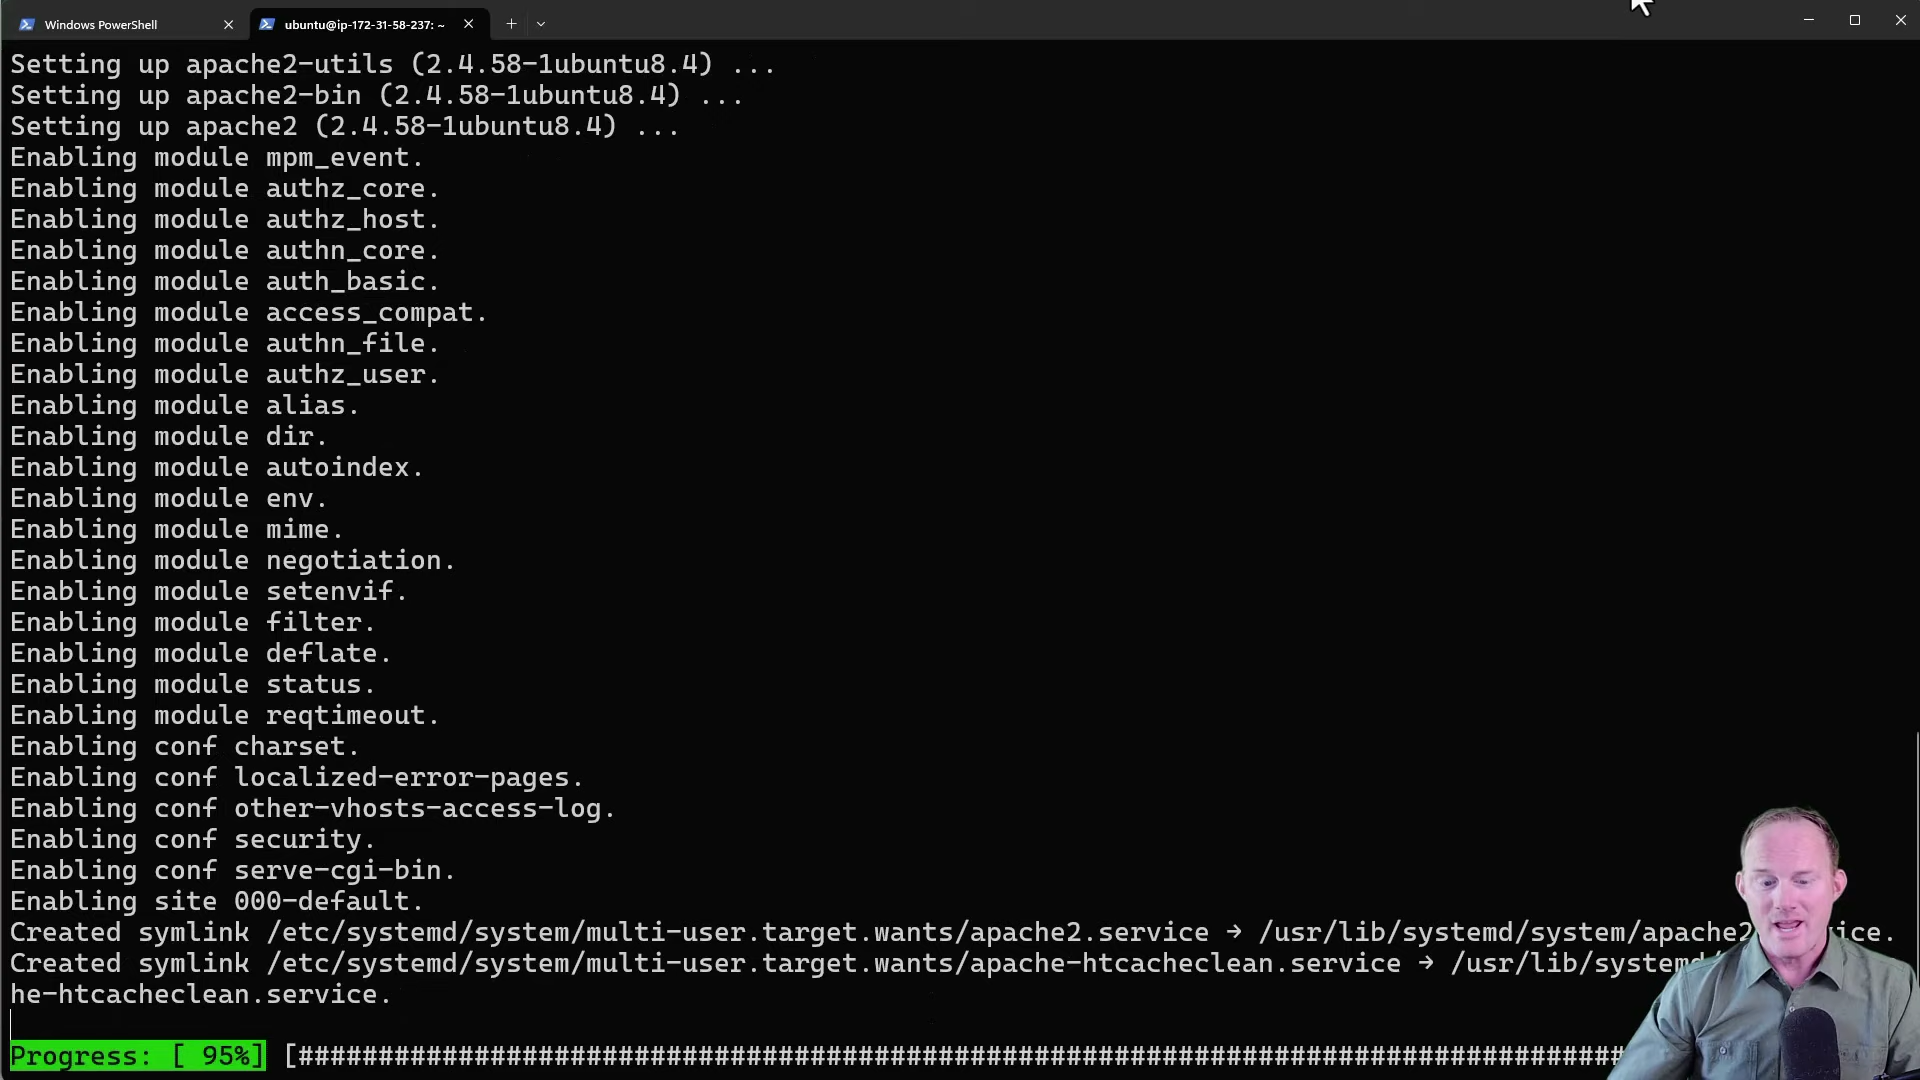 Windows PowerShell
ubuntu@ip-172-31-58-237: ~
Setting up apache2-utils (2.4.58-1ubuntu8.4) ...
Setting up apache2-bin (2.4.58-1ubuntu8.4) ...
Setting up apache2 (2.4.58-1ubuntu8.4) ...
Enabling module mpm_event.
Enabling module authz_core.
Enabling module authz_host.
Enabling module authn_core.
Enabling module auth_basic.
Enabling module access_compat.
Enabling module authn_file.
Enabling module authz_user.
Enabling module alias.
Enabling module dir.
Enabling module autoindex.
Enabling module env.
Enabling module mime.
Enabling module negotiation.
Enabling module setenvif.
Enabling module filter.
Enabling module deflate.
Enabling module status.
Enabling module reqtimeout.
Enabling conf charset.
Enabling conf localized-error-pages.
Enabling conf other-vhosts-access-log.
Enabling conf security.
Enabling conf serve-cgi-bin.
Enabling site 000-default.
Created symlink /etc/systemd/system/multi-user.target.wants/apache2.service → /usr/lib/systemd/system/apache2
Created symlink /etc/systemd/system/multi-user.target.wants/apache-htcacheclean.service → /usr/lib/systemd
he-htcacheclean.service.
Progress: [ 95%] [###################################################################################